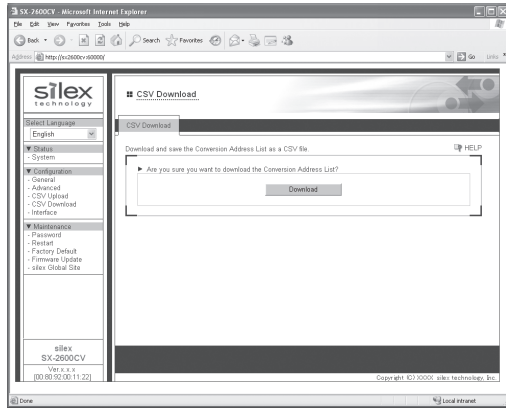 SX-2600CV - Microsoft Internet Explorer
File Edit View Favorites Tools Help
Back Search Favorites
Address http://sx2600cv:60000/ Go Links
silex
technology
CSV Download
Select Language
English
CSV Download
▼ Status
- System
Download and save the Conversion Address List as a CSV file.
HELP
▼ Configuration
- General
- Advanced
- CSV Upload
- CSV Download
- Interface
► Are you sure you want to download the Conversion Address List?
Download
▼ Maintenance
- Password
- Restart
- Factory Default
- Firmware Update
- silex Global Site
silex
SX-2600CV
Ver.x.x.x
[00:80:92:00:11:22]
Copyright (C) XXXX silex technology, Inc.
Done
Local intranet